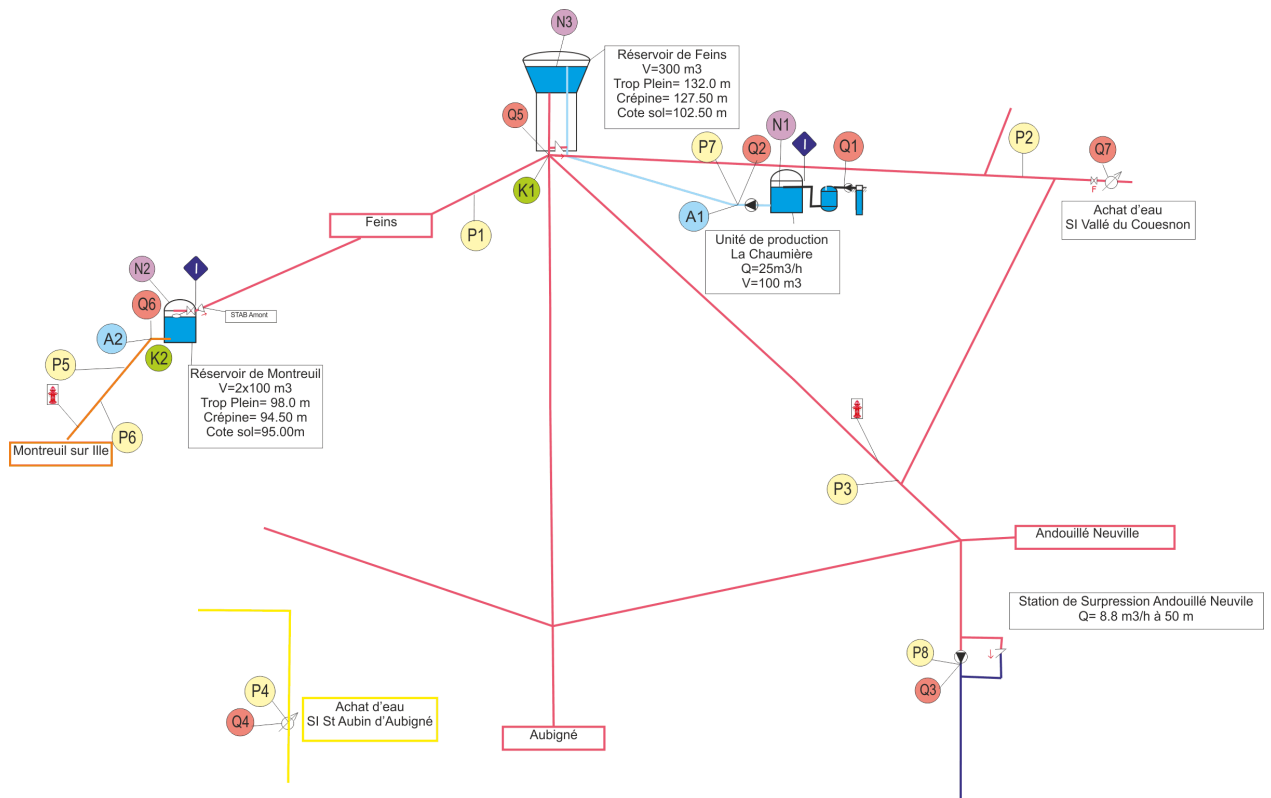 N3
Réservoir de Feins
V=300 m3
Trop Plein= 132.0 m
Crépine= 127.50 m
Cote sol=102.50 m
Q5
K1
P7
Q2
N1
I
Q1
A1
P2
Q7
F
Achat d'eau
SI Vallé du Couesnon
Unité de production
La Chaumière
Q=25m3/h
V=100 m3
Feins
P1
N2
I
Q6
STAB Amont
A2
K2
P5
Réservoir de Montreuil
V=2x100 m3
Trop Plein= 98.0 m
Crépine= 94.50 m
Cote sol=95.00m
P6
Montreuil sur Ille
P3
Andouillé Neuville
Station de Surpression Andouillé Neuvile
Q= 8.8 m3/h à 50 m
P8
Q3
P4
Q4
Achat d'eau
SI St Aubin d'Aubigné
Aubigné